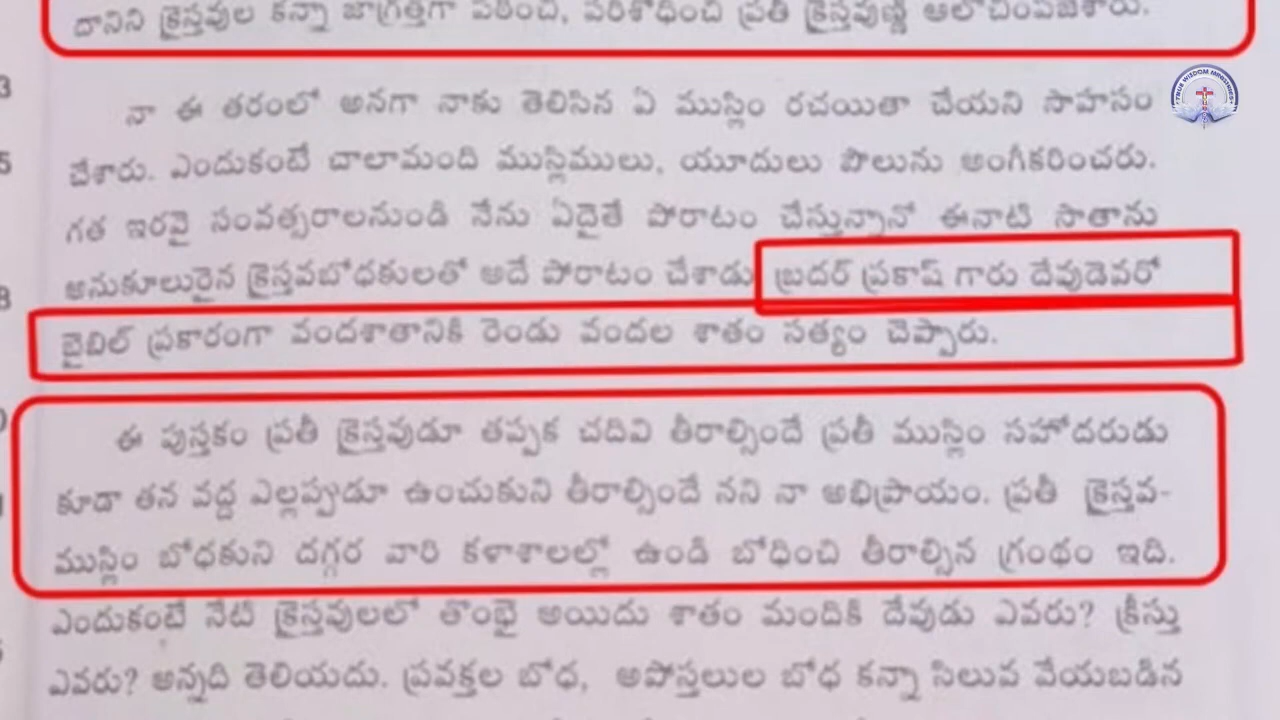 దానిని క్రైస్తవుల కన్నా జాగ్రత్తగా పఠించి, పరిశోధించి ప్రతీ క్రైస్తవుణ్ణి ఆలోచింపజేశారు.
TRUE WISDOM MINISTRIES
నా ఈ తరంలో అనగా నాకు తెలిసిన ఏ ముస్లిం రచయితా చేయని సాహసం
చేశారు. ఎందుకంటే చాలామంది ముస్లిములు, యూదులు పౌలును అంగీకరించరు.
గత ఇరవై సంవత్సరాలనుండి నేను ఏదైతే పోరాటం చేస్తున్నానో ఈనాటి సాతాను
అనుకూలురైన క్రైస్తవబోధకులతో అదే పోరాటం చేశాడు బ్రదర్ ప్రకాష్ గారు దేవుడెవరో
బైబిల్ ప్రకారంగా వందశాతానికి రెండు వందల శాతం సత్యం చెప్పారు.
ఈ పుస్తకం ప్రతీ క్రైస్తవుడూ తప్పక చదివి తీరాల్సిందే ప్రతీ ముస్లిం సహోదరుడు
కూడా తన వద్ద ఎల్లప్పుడూ ఉంచుకుని తీరాల్సిందే నని నా అభిప్రాయం. ప్రతీ క్రైస్తవ-
ముస్లిం బోధకుని దగ్గర వారి కళాశాలల్లో ఉండి బోధించి తీరాల్సిన గ్రంథం ఇది.
ఎందుకంటే నేటి క్రైస్తవులలో తొంభై అయిదు శాతం మందికి దేవుడు ఎవరు? క్రీస్తు
ఎవరు? అన్నది తెలియదు. ప్రవక్తల బోధ, అపోస్తలుల బోధ కన్నా సిలువ వేయబడిన